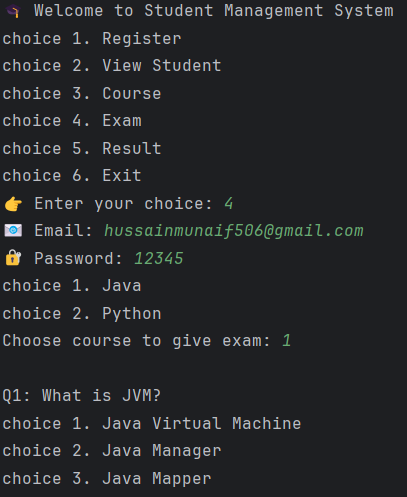 🎓 Welcome to Student Management System
choice 1. Register
choice 2. View Student
choice 3. Course
choice 4. Exam
choice 5. Result
choice 6. Exit
👉 Enter your choice: 4
📧 Email: hussainmunaif506@gmail.com
🔐 Password: 12345
choice 1. Java
choice 2. Python
Choose course to give exam: 1

Q1: What is JVM?
choice 1. Java Virtual Machine
choice 2. Java Manager
choice 3. Java Mapper